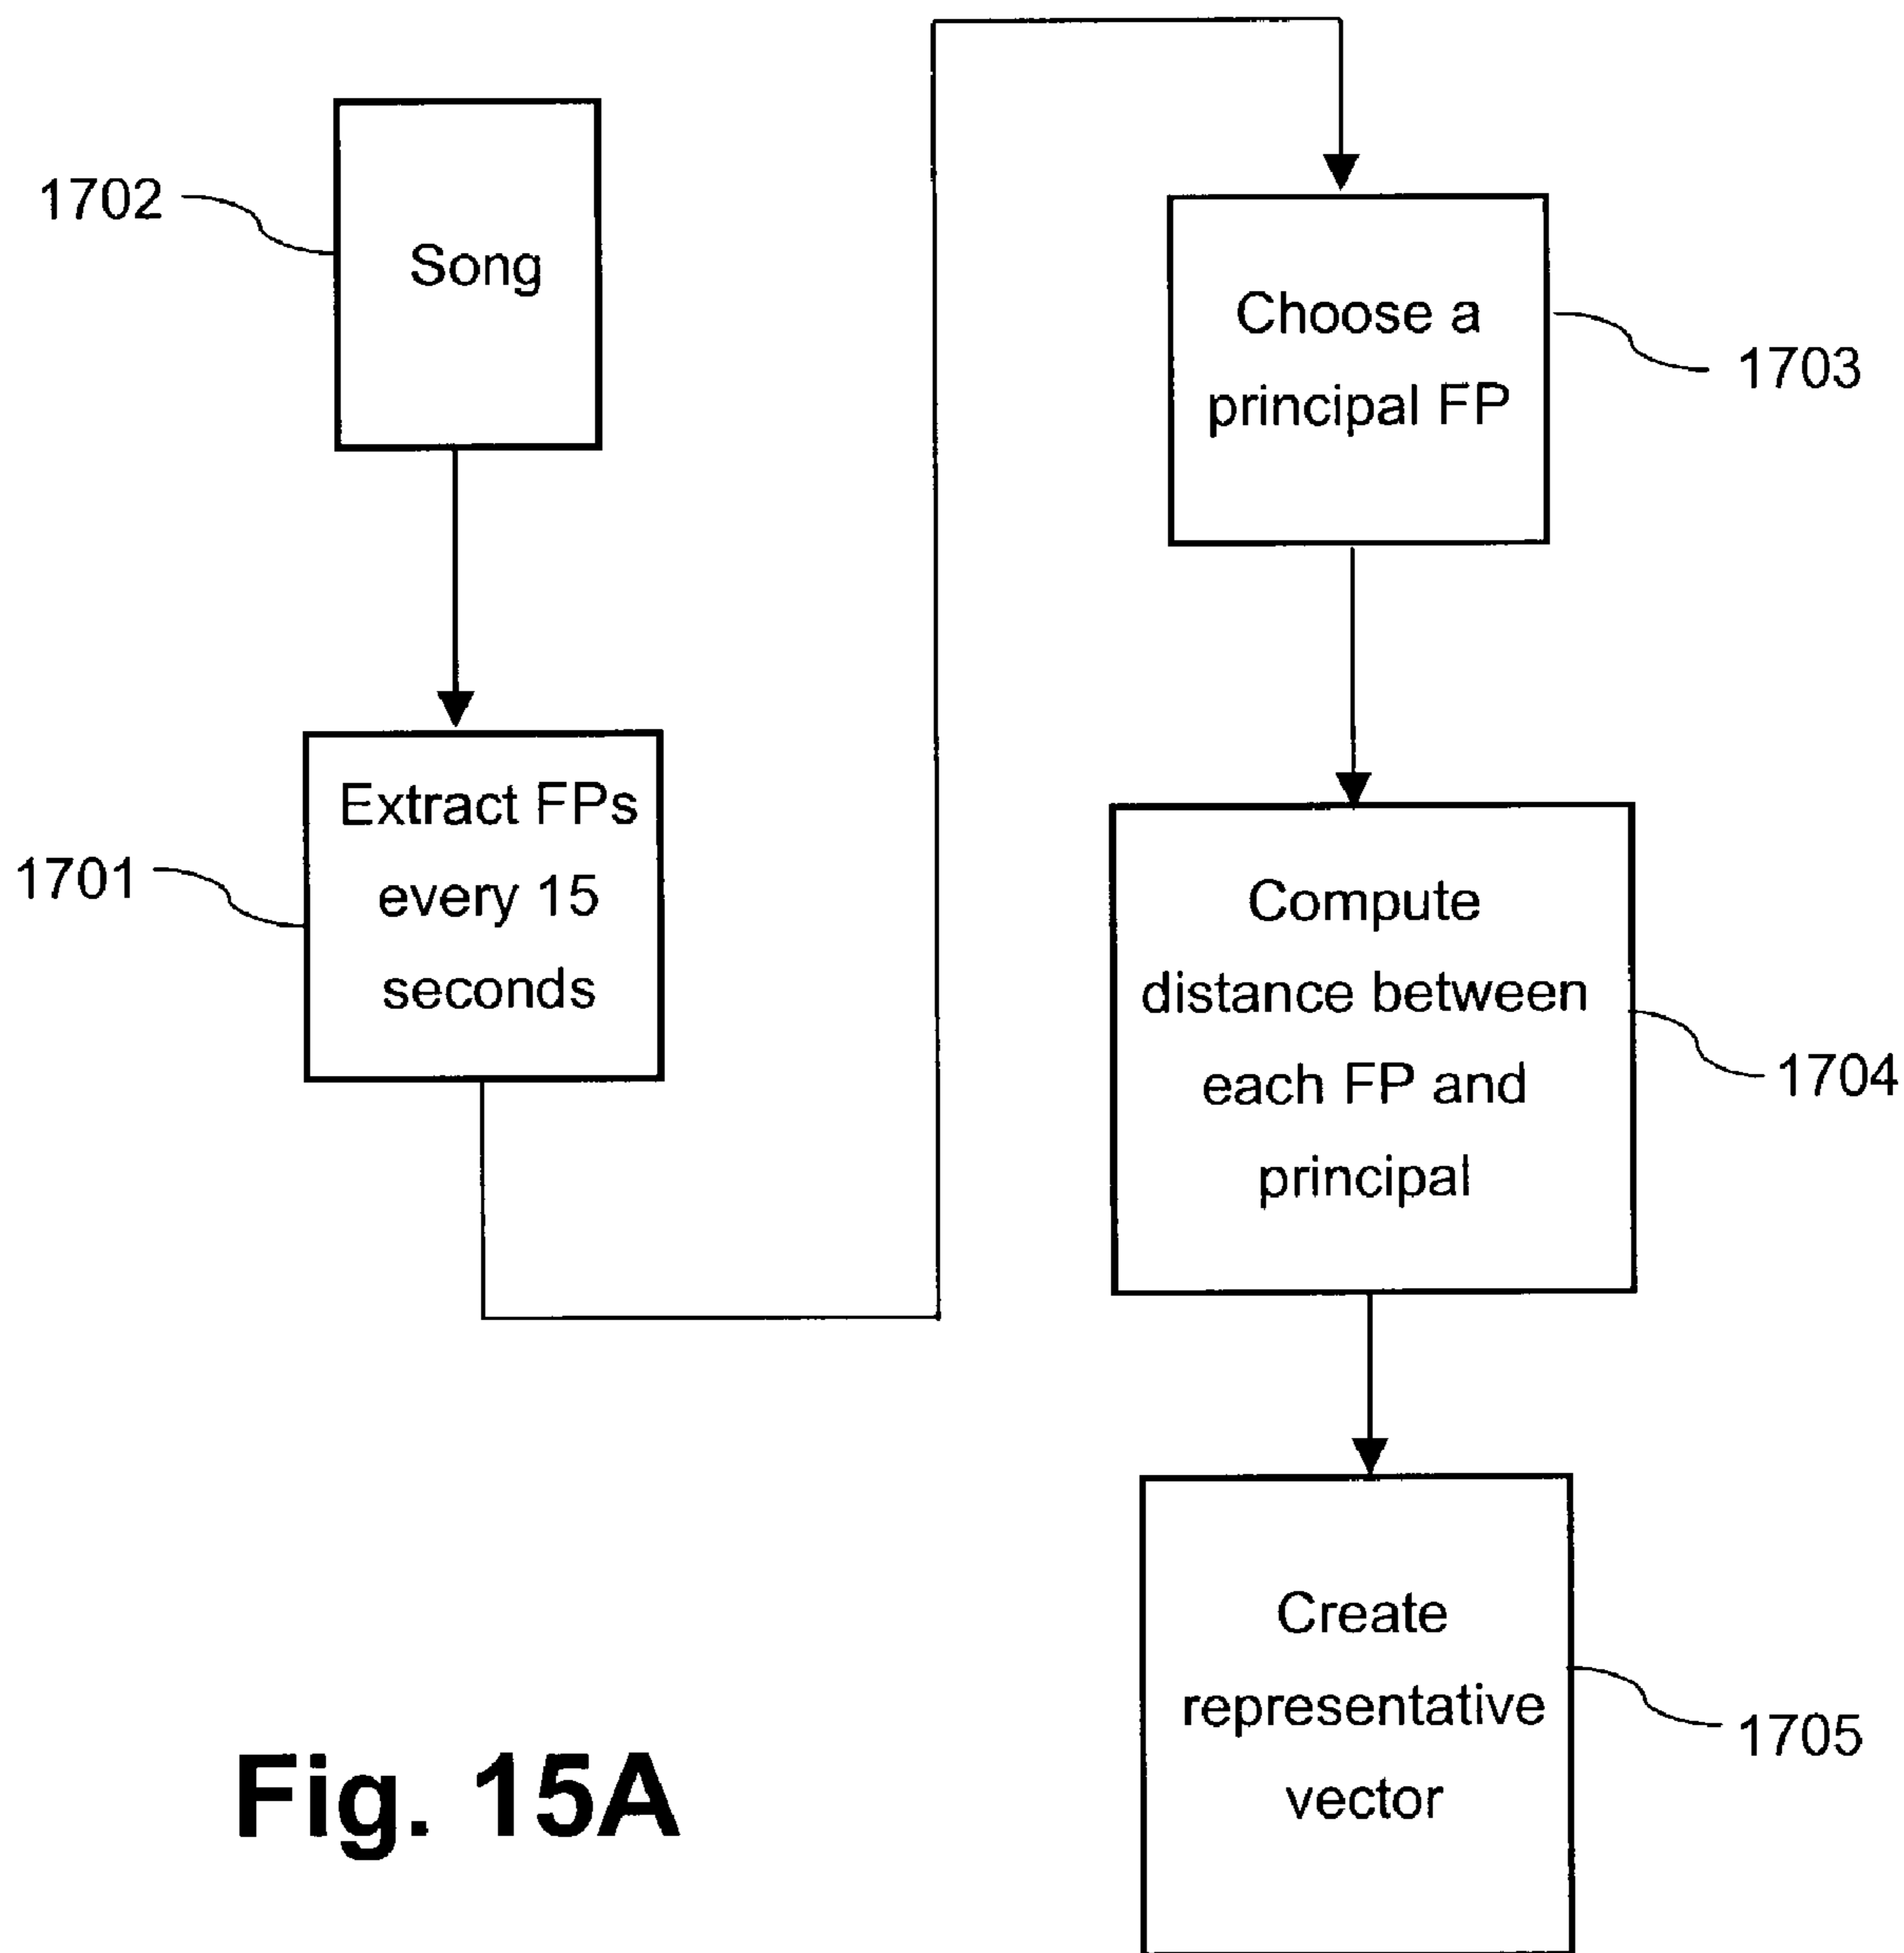 1702
Song
1701
Extract FPs
every 15
seconds
Choose a
principal FP
1703
Compute
distance between
each FP and
principal
1704
Create
representative
vector
1705
Fig. 15A